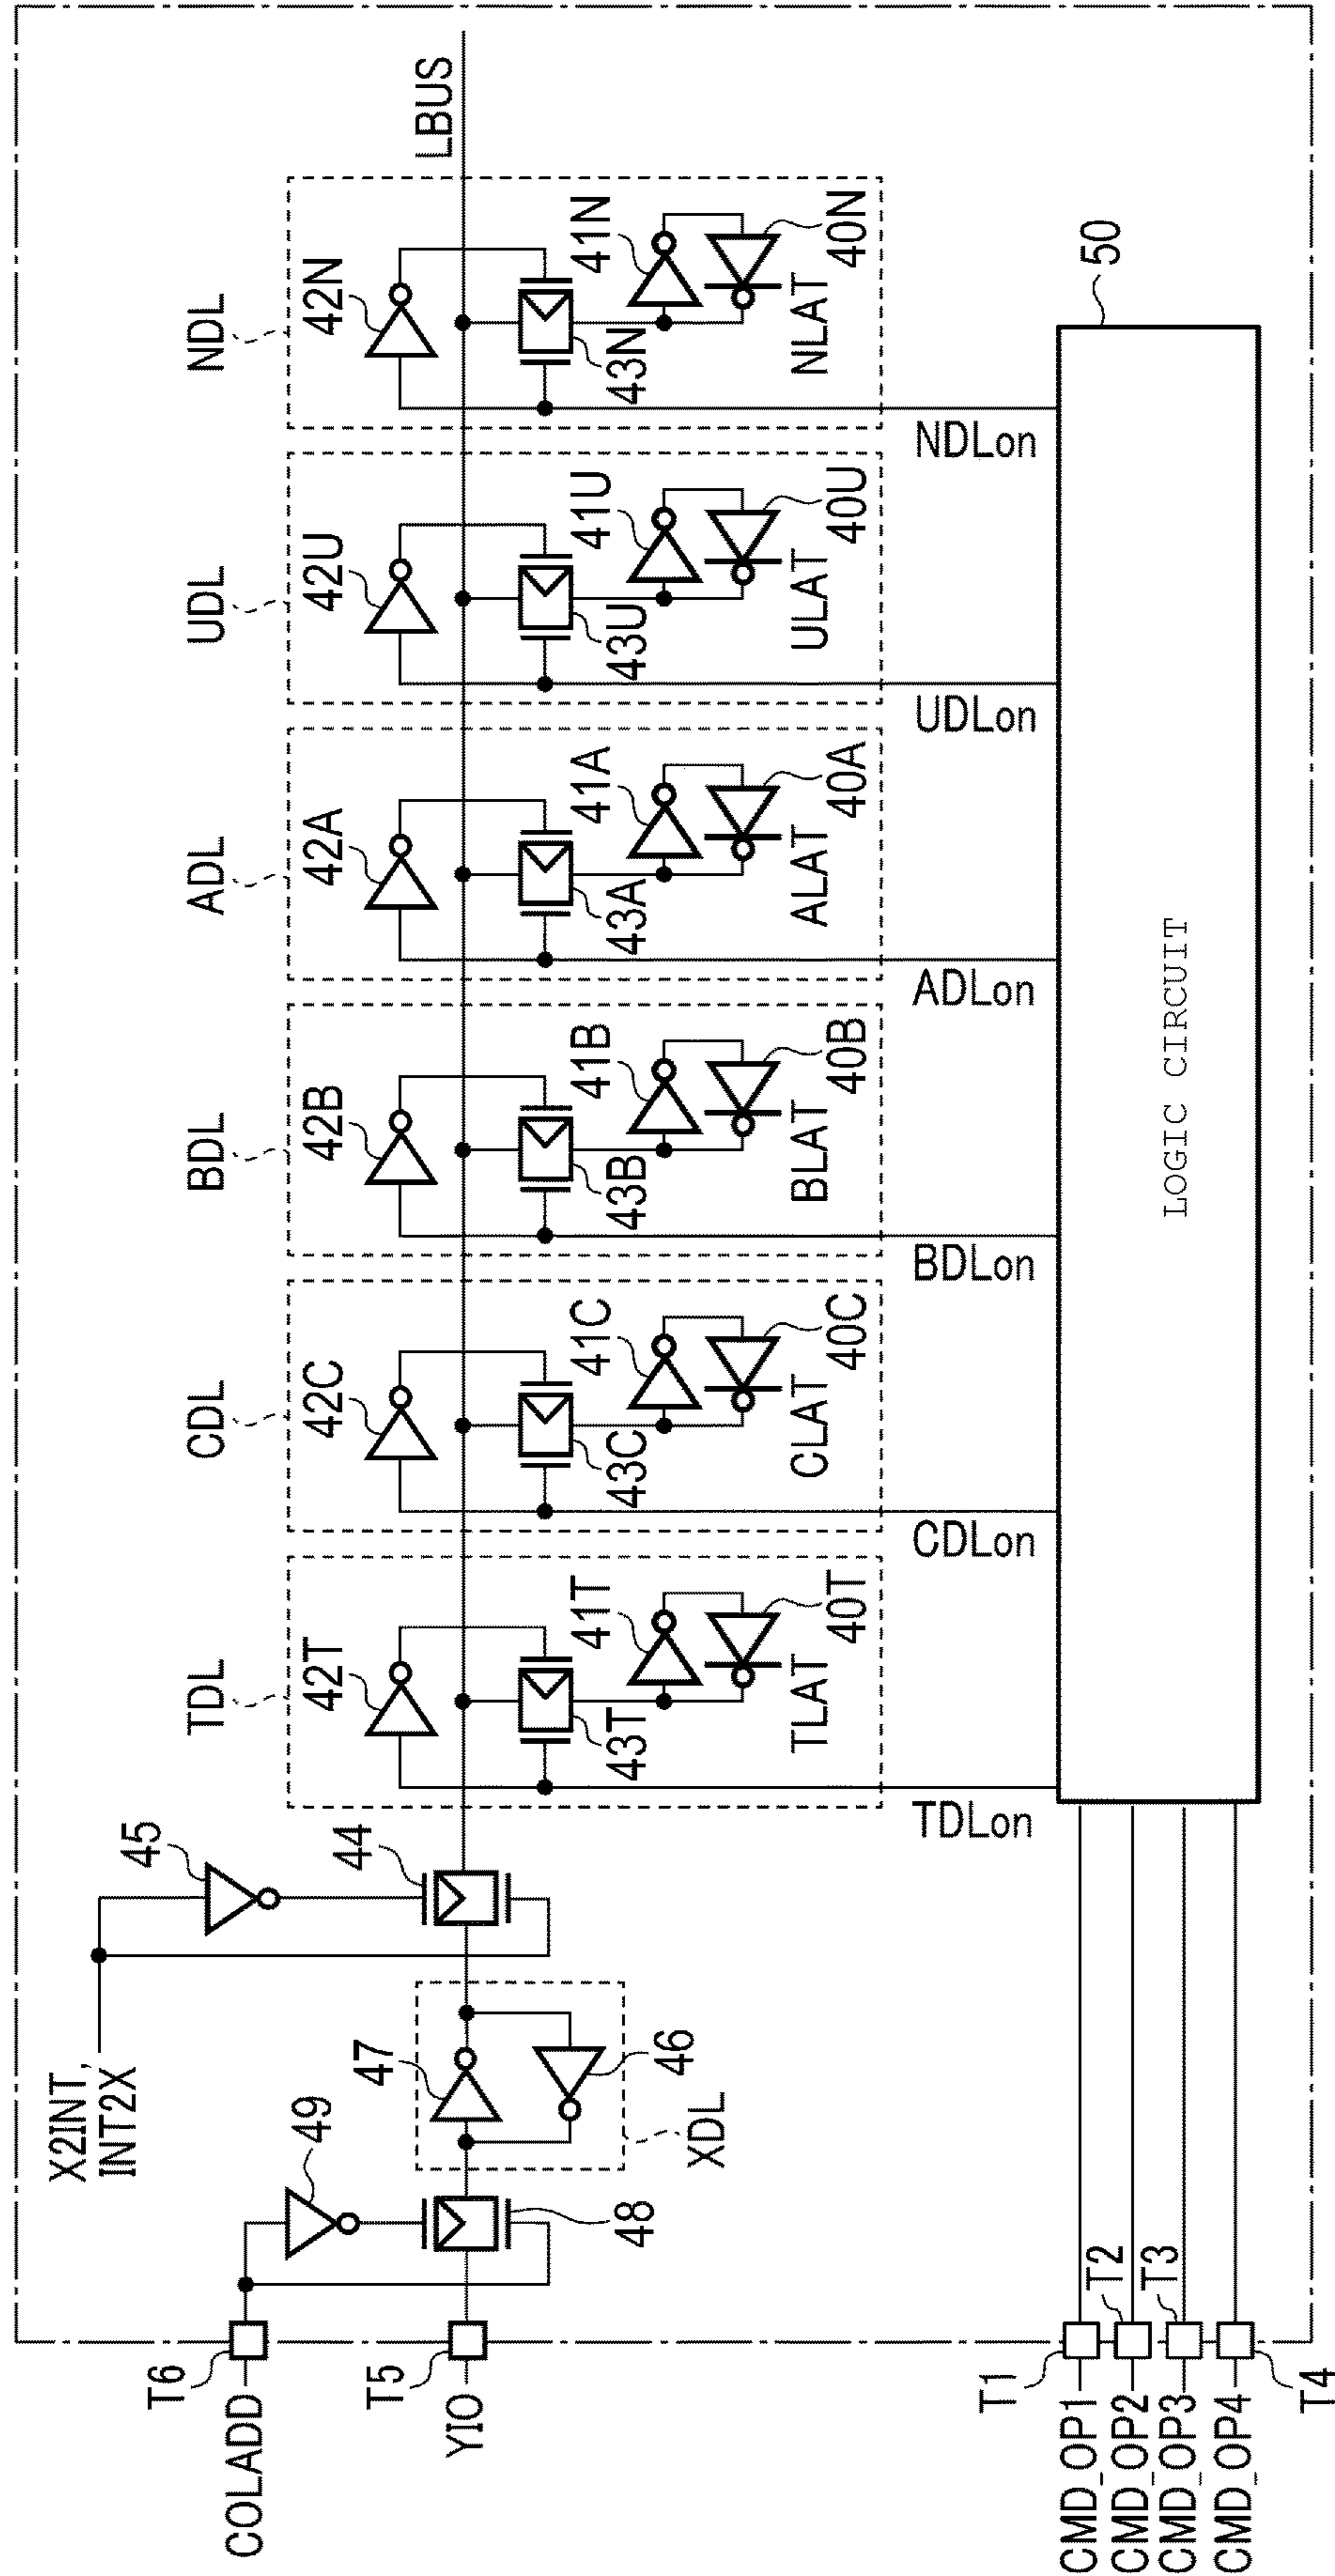 T6
COLADD
T5
YIO
T1
CMD_OP1
T2
CMD_OP2
T3
CMD_OP3
T4
CMD_OP4
X2INT,
INT2X
49
48
47
46
XDL
45
44
TDL
42T
43T
41T
40T
TLAT
TDLon
CDL
42C
43C
41C
40C
CLAT
CDLon
BDL
42B
43B
41B
40B
BLAT
BDLon
ADL
42A
43A
41A
40A
ALAT
ADLon
UDL
42U
43U
41U
40U
ULAT
UDLon
NDL
42N
43N
41N
40N
NLAT
NDLon
LBUS
50
LOGIC CIRCUIT